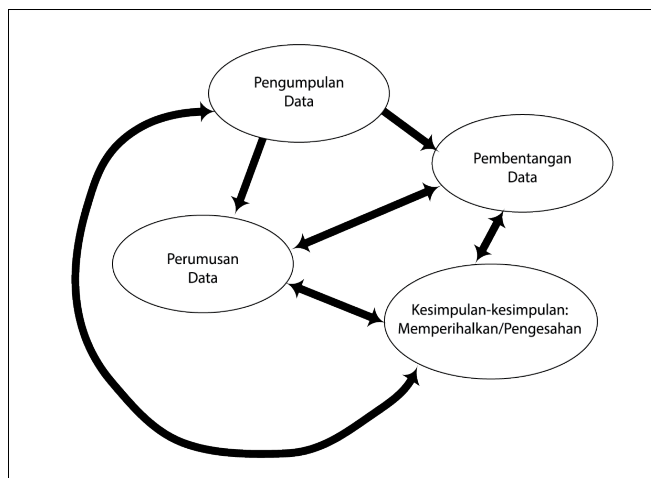 Pengumpulan
Data
Pembentangan
Data
Perumusan
Data
Kesimpulan-kesimpulan:
Memperihalkan/Pengesahan